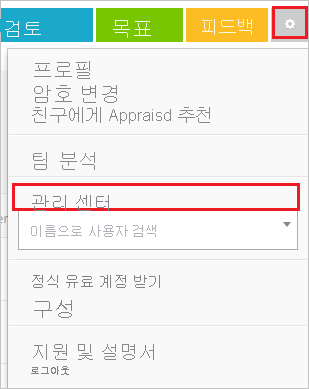 검토 목표 피드백
프로필
암호 변경
친구에게 Appraisd 추천
팀 분석
관리 센터
이름으로 사용자 검색
정식 유료 계정 받기
구성
지원 및 설명서
로그아웃